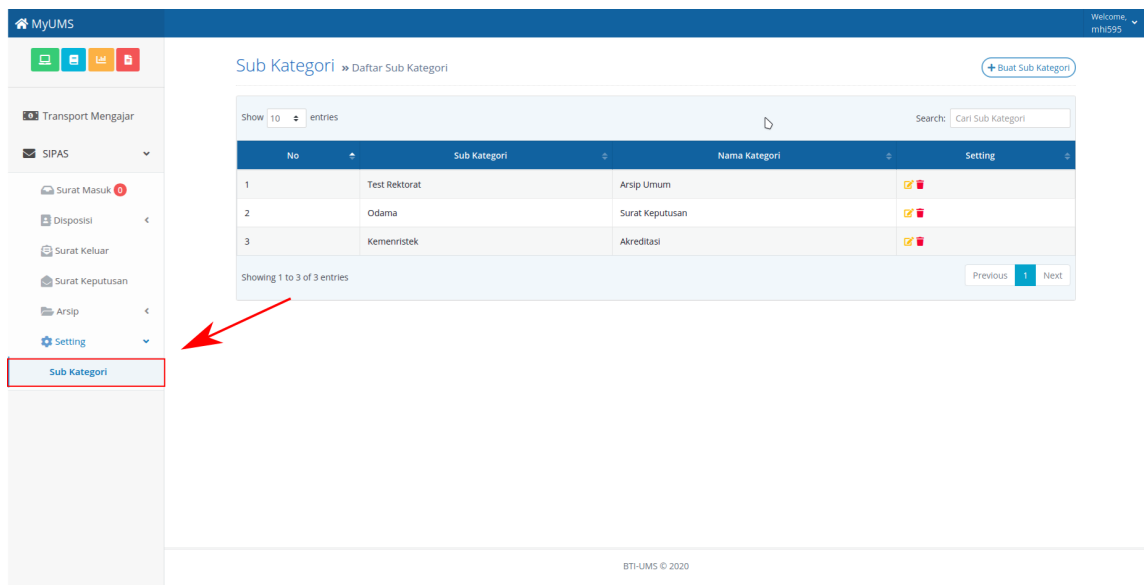 MyUMS
Welcome,
mhi595
Transport Mengajar
SIPAS
Surat Masuk 0
Disposisi
Surat Keluar
Surat Keputusan
Arsip
Setting
Sub Kategori
Sub Kategori » Daftar Sub Kategori
+ Buat Sub Kategori
Show 10 entries
Search: Cari Sub Kategori
No Sub Kategori Nama Kategori Setting
1 Test Rektorat Arsip Umum
2 Odama Surat Keputusan
3 Kemenristek Akreditasi
Showing 1 to 3 of 3 entries
Previous 1 Next
BTI-UMS © 2020